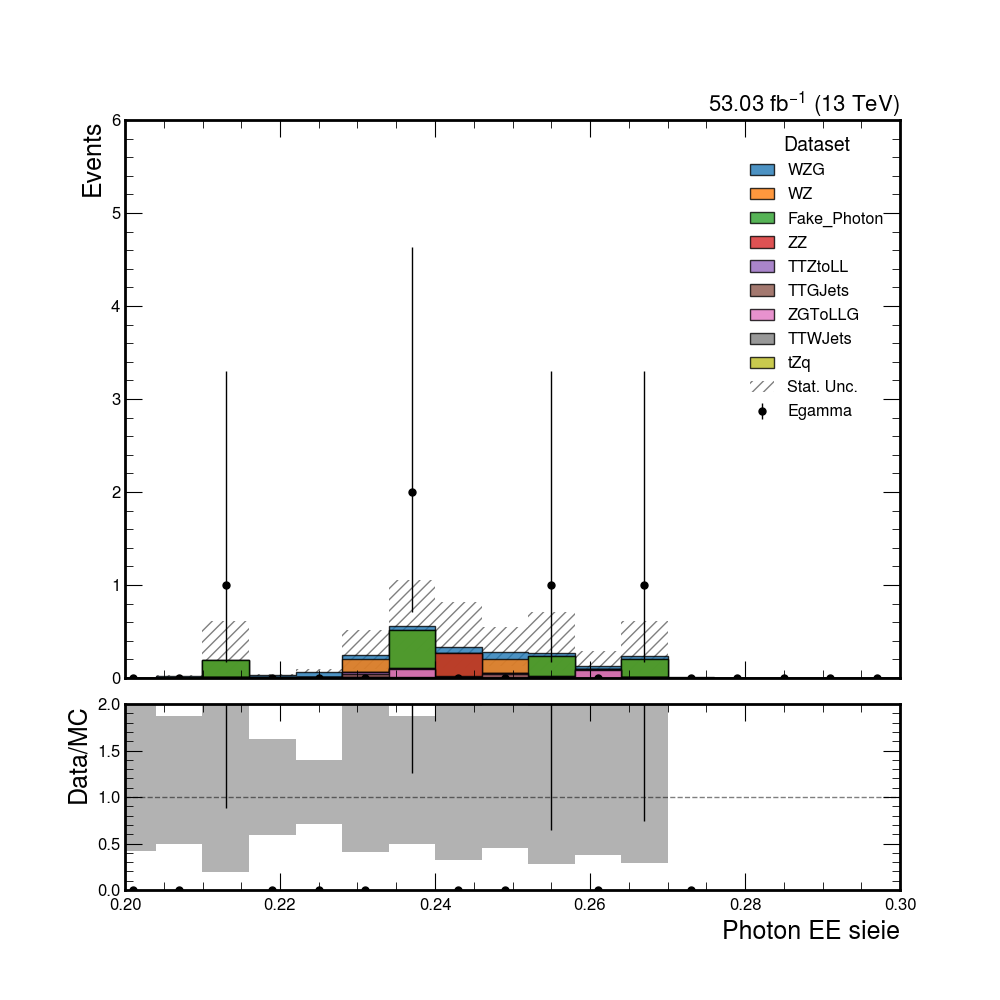 53.03 fb⁻¹ (13 TeV)
Events
6
5
4
3
2
1
0
Dataset
WZG
WZ
Fake_Photon
ZZ
TTZtoLL
TTGJets
ZGToLLG
TTWJets
tZq
Stat. Unc.
Egamma
Data/MC
2.0
1.5
1.0
0.5
0.0
0.20 0.22 0.24 0.26 0.28 0.30
Photon EE sieie